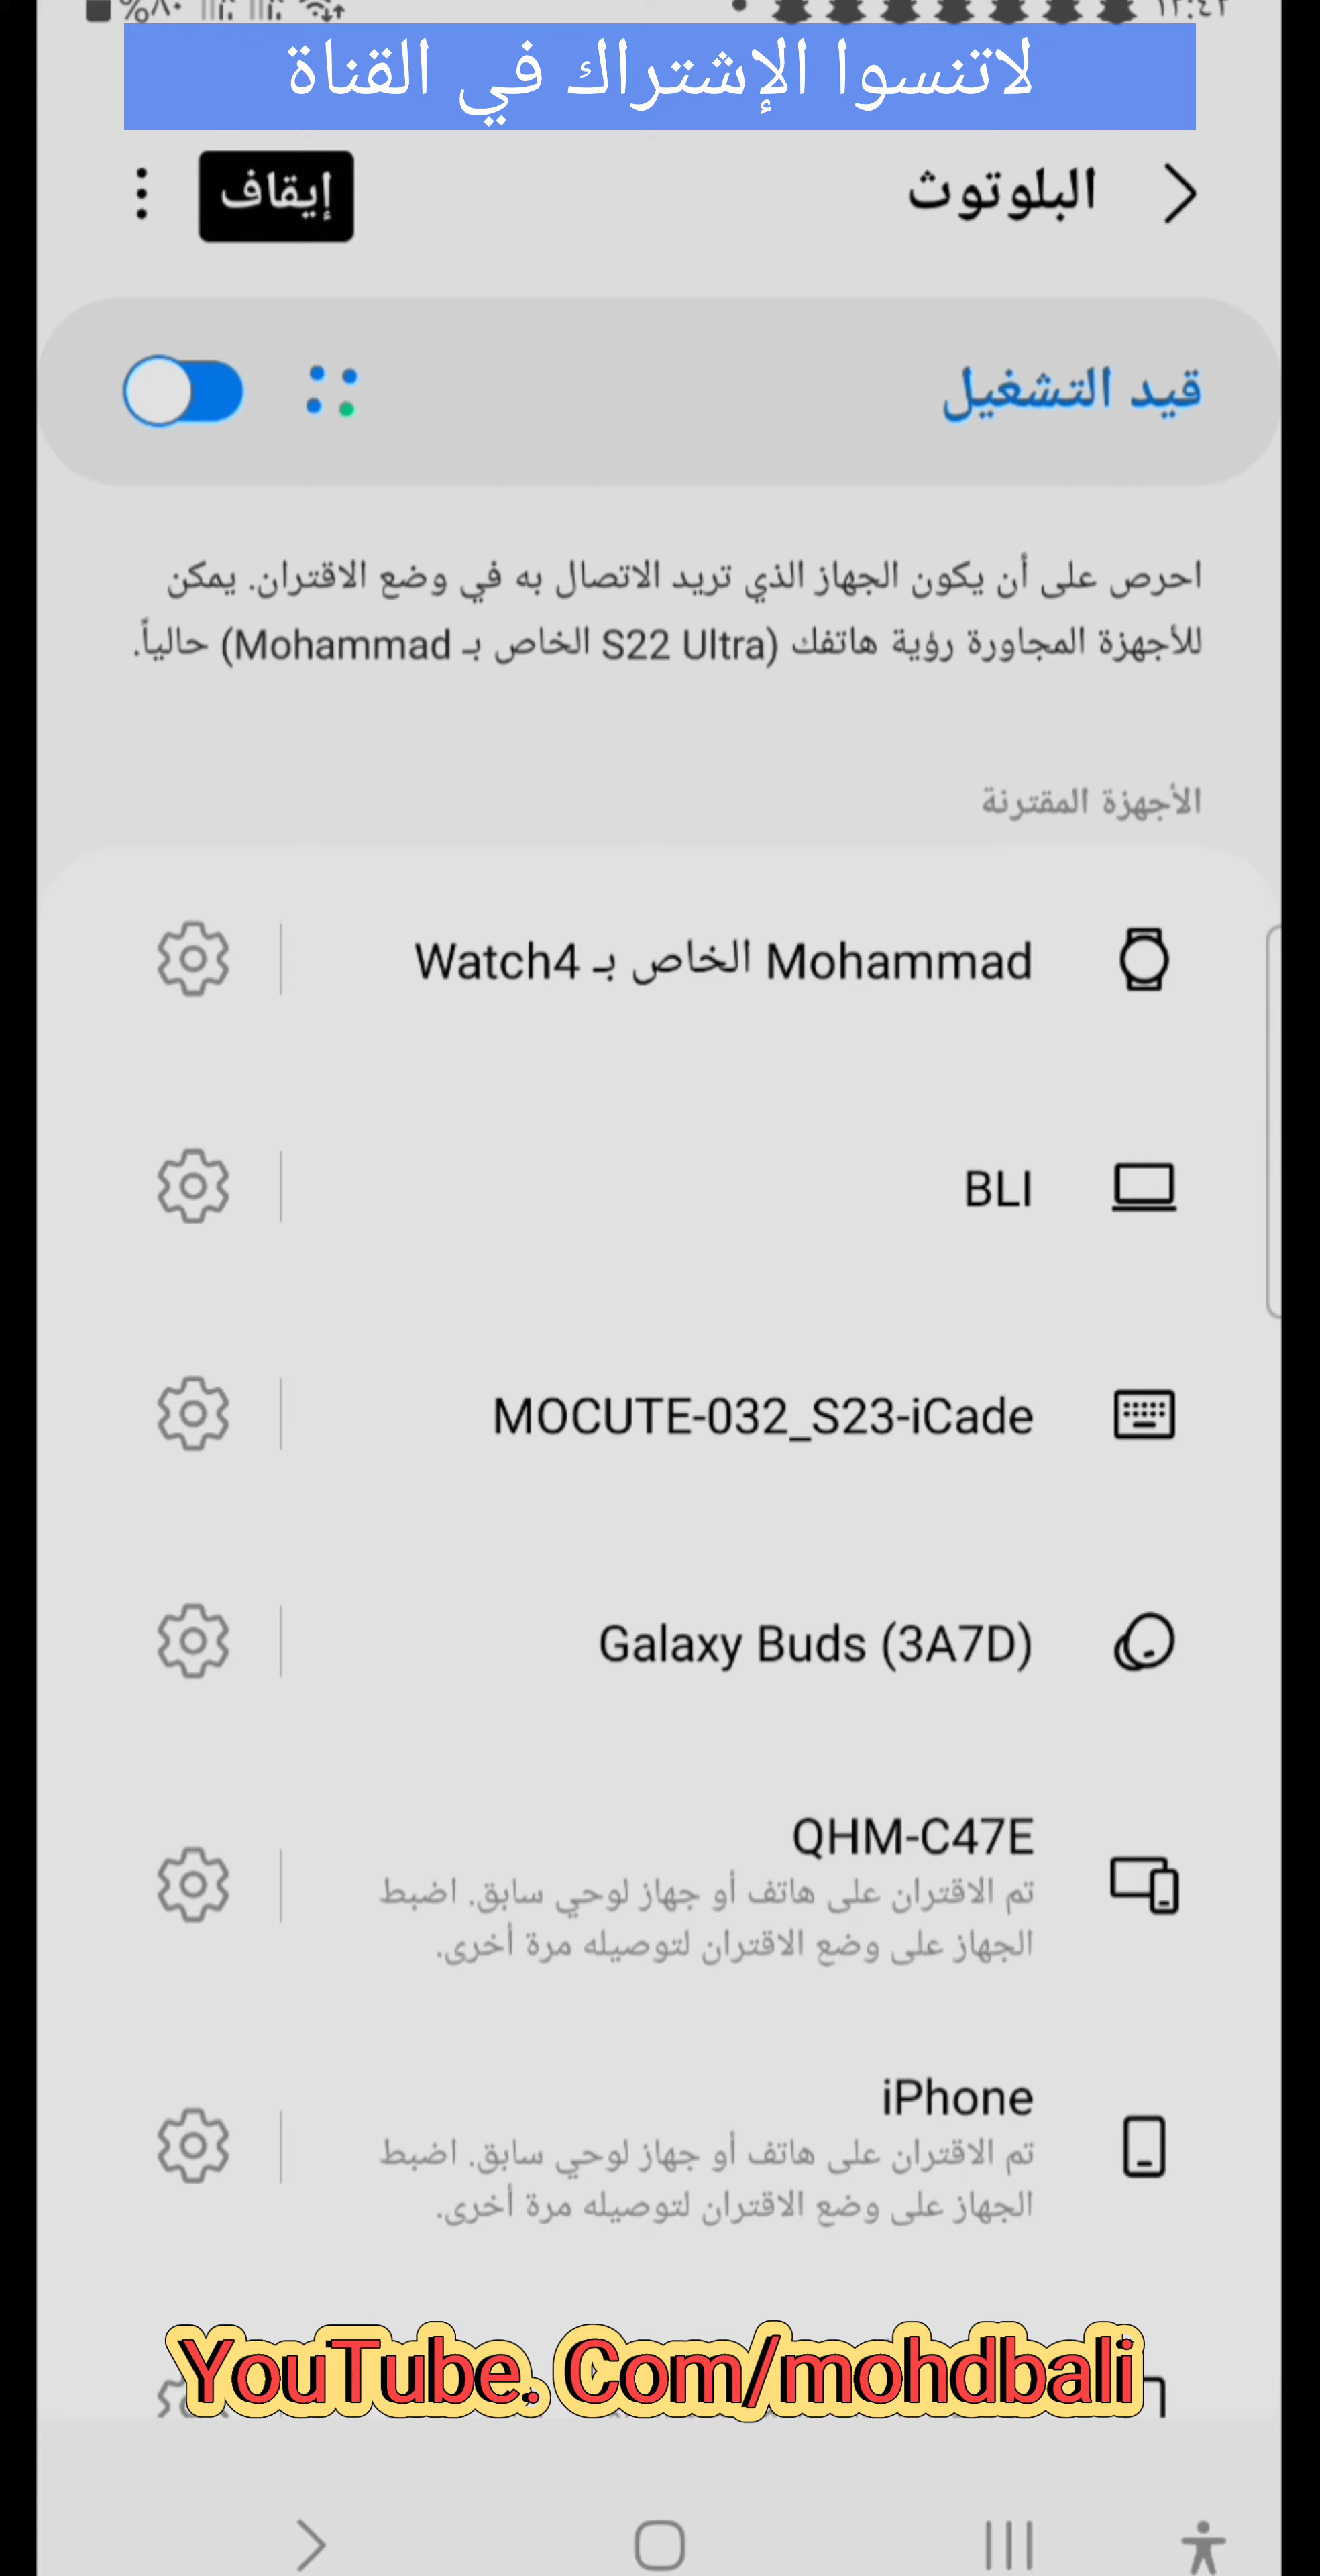 ٨٠%
لاتنسوا الإشتراك في القناة
البلوتوث
إيقاف
قيد التشغيل
احرص على أن يكون الجهاز الذي تريد الاتصال به في وضع الاقتران. يمكن
للأجهزة المجاورة رؤية هاتفك (S22 Ultra الخاص بـ Mohammad) حالياً.
الأجهزة المقترنة
Watch4 الخاص بـ Mohammad
BLI
MOCUTE-032_S23-iCade
Galaxy Buds (3A7D)
QHM-C47E
تم الاقتران على هاتف أو جهاز لوحي سابق. اضبط
الجهاز على وضع الاقتران لتوصيله مرة أخرى.
iPhone
تم الاقتران على هاتف أو جهاز لوحي سابق. اضبط
الجهاز على وضع الاقتران لتوصيله مرة أخرى.
YouTube. Com/mohdbali